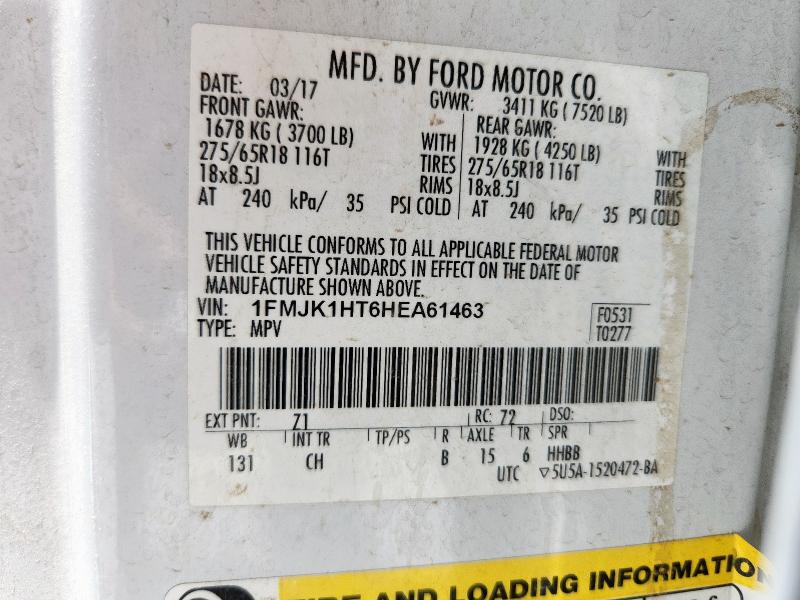 MFD. BY FORD MOTOR CO.
DATE: 03/17 GVWR: 3411 KG ( 7520 LB)
FRONT GAWR: REAR GAWR:
1678 KG ( 3700 LB) WITH 1928 KG ( 4250 LB) WITH
275/65R18 116T TIRES 275/65R18 116T TIRES
18x8.5J RIMS 18x8.5J RIMS
AT 240 kPa/ 35 PSI COLD AT 240 kPa/ 35 PSI COLD
THIS VEHICLE CONFORMS TO ALL APPLICABLE FEDERAL MOTOR
VEHICLE SAFETY STANDARDS IN EFFECT ON THE DATE OF
MANUFACTURE SHOWN ABOVE.
VIN: 1FMJK1HT6HEA61463 F0531
TYPE: MPV T0277
EXT PNT: Z1 RC: 72 DSO:
WB INT TR TP/PS R AXLE TR SPR
131 CH B 15 6 HHBB
UTC ▽5U5A-1520472-BA
AND LOADING INFORMATION